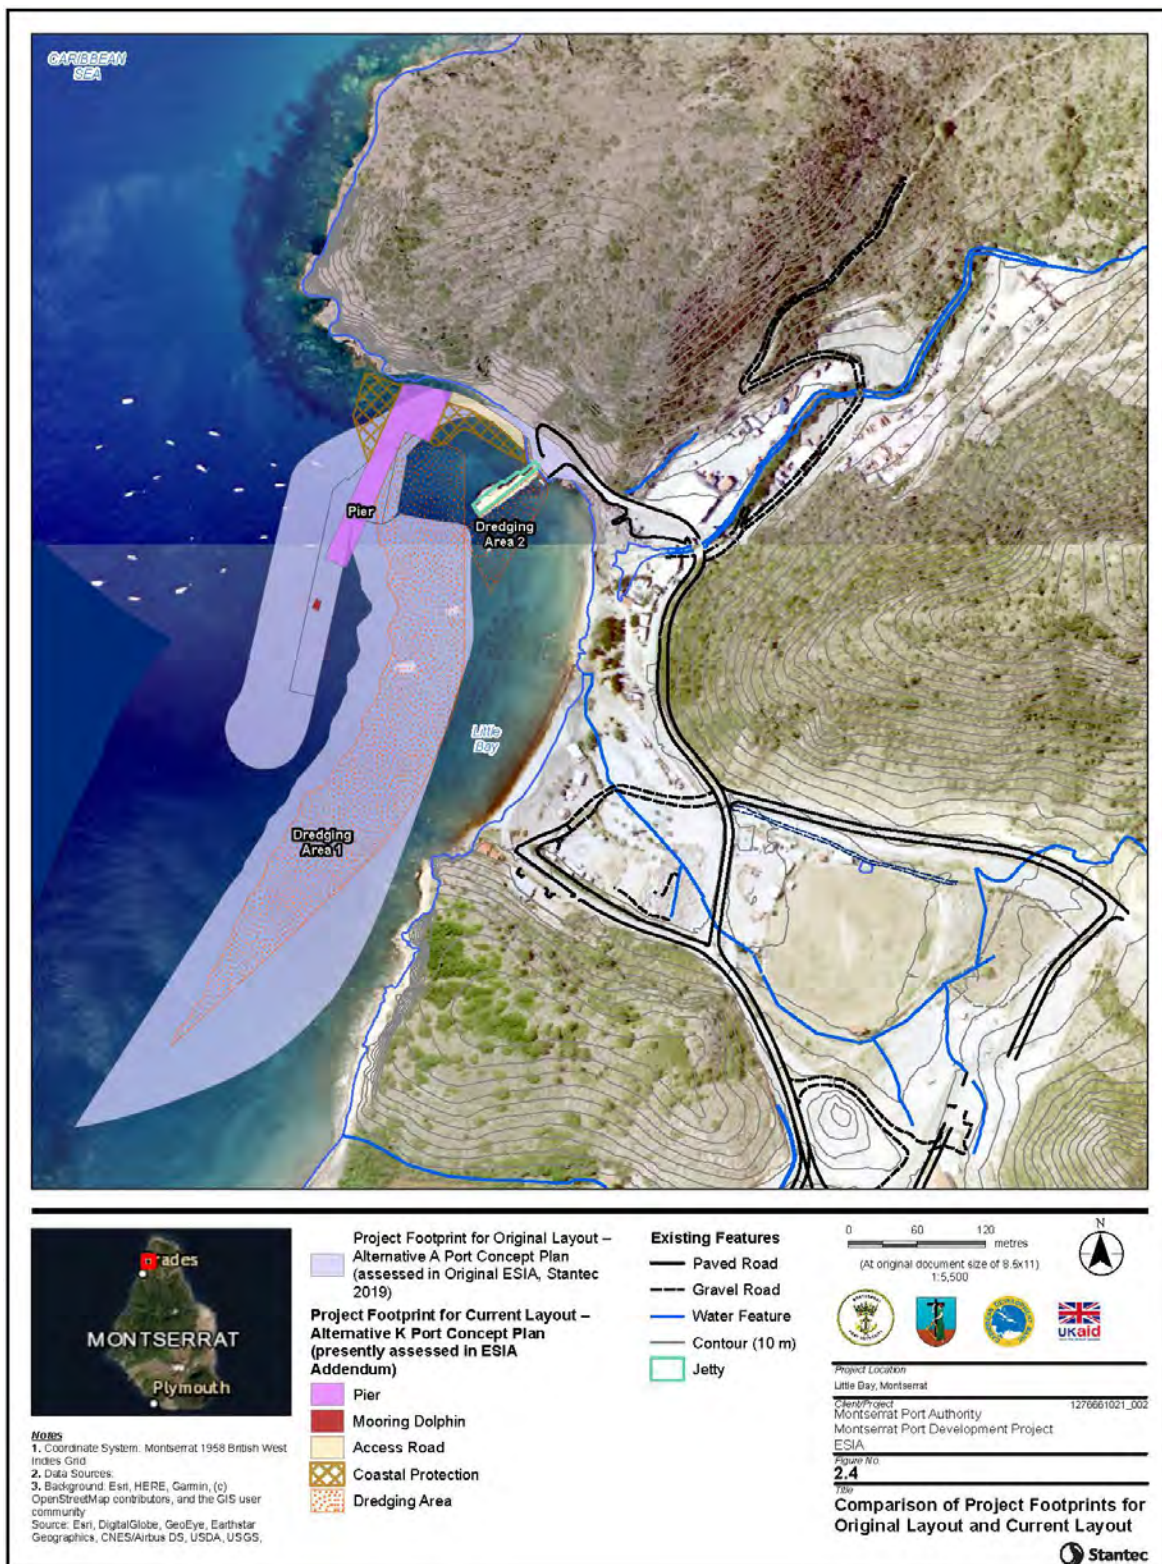 CARIBBEAN
SEA
Pier
Dredging
Area 2
Little
Bay
Dredging
Area 1
rades
MONTSERRAT
Plymouth
Notes
1. Coordinate System: Montserrat 1958 British West
Indies Grid
2. Data Sources:
3. Background: Esri, HERE, Garmin, (c)
OpenStreetMap contributors, and the GIS user
community
Source: Esri, DigitalGlobe, GeoEye, Earthstar
Geographics, CNES/Airbus DS, USDA, USGS,
Project Footprint for Original Layout –
Alternative A Port Concept Plan
(assessed in Original ESIA, Stantec
2019)
Project Footprint for Current Layout –
Alternative K Port Concept Plan
(presently assessed in ESIA
Addendum)
Pier
Mooring Dolphin
Access Road
Coastal Protection
Dredging Area
Existing Features
Paved Road
Gravel Road
Water Feature
Contour (10 m)
Jetty
0 60 120
metres
(At original document size of 8.5x11)
1:5,500
N
UKaid
Project Location
Little Bay, Montserrat
Client/Project 1276661021_002
Montserrat Port Authority
Montserrat Port Development Project
ESIA
Figure No.
2.4
Title
Comparison of Project Footprints for
Original Layout and Current Layout
Stantec